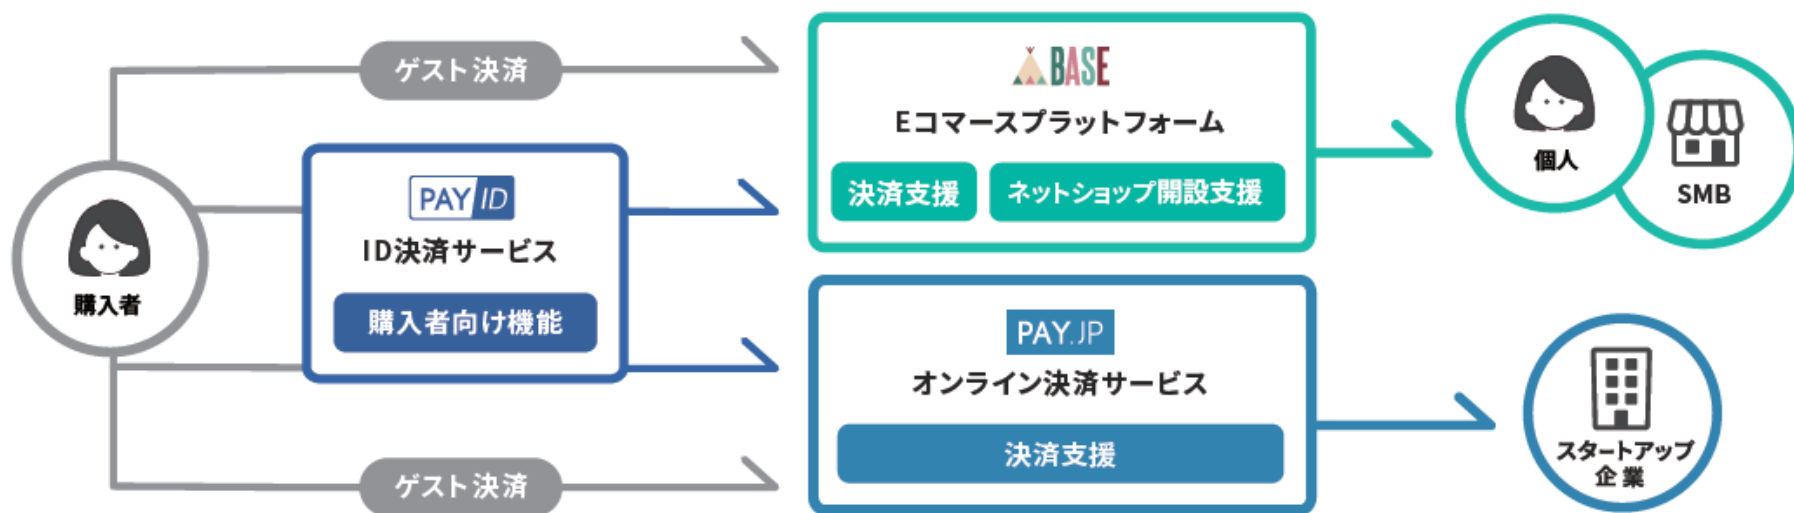 ゲスト決済
購入者
PAY ID
ID決済サービス
購入者向け機能
ゲスト決済
BASE
Eコマースプラットフォーム
決済支援
ネットショップ開設支援
PAY.JP
オンライン決済サービス
決済支援
個人
SMB
スタートアップ
企業